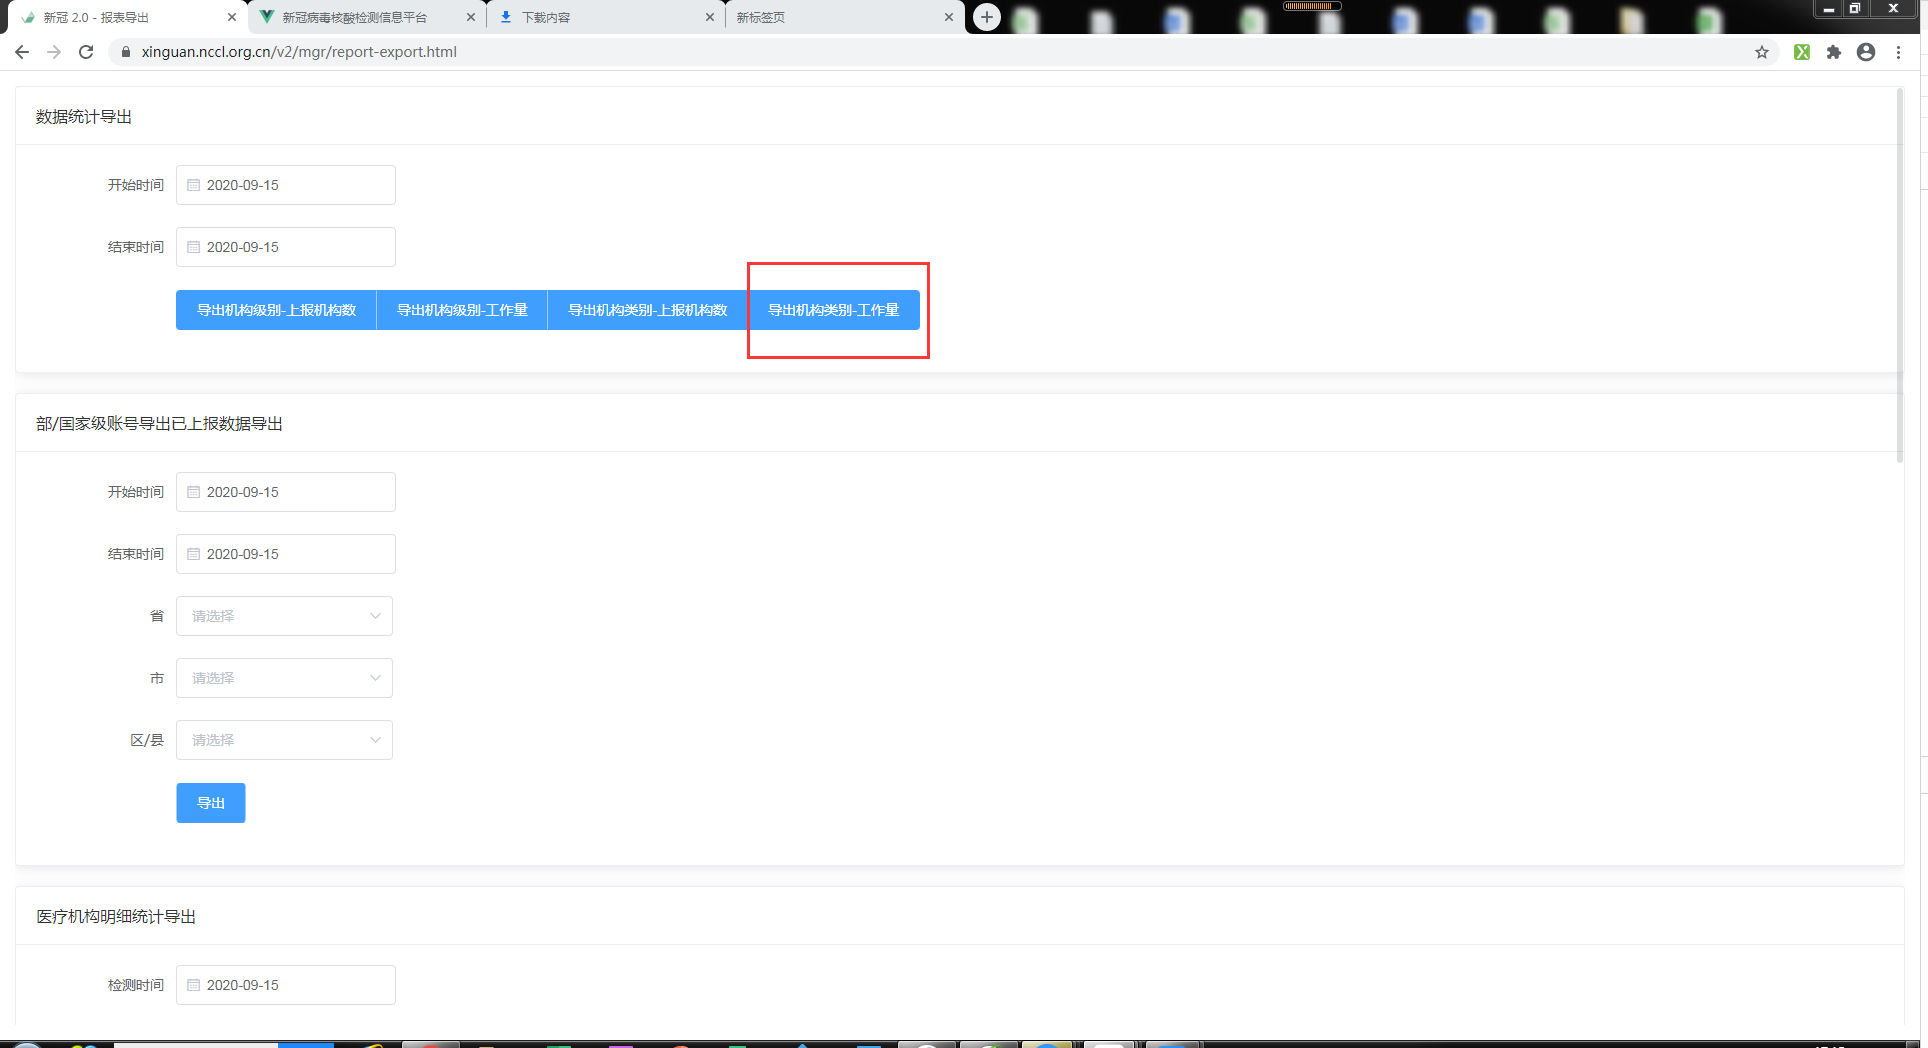 新冠 2.0 - 报表导出
新冠病毒核酸检测信息平台
下载内容
新标签页
xinguan.nccl.org.cn/v2/mgr/report-export.html
数据统计导出
开始时间 2020-09-15
结束时间 2020-09-15
导出机构级别-上报机构数 导出机构级别-工作量 导出机构类别-上报机构数 导出机构类别-工作量
部/国家级账号导出已上报数据导出
开始时间 2020-09-15
结束时间 2020-09-15
省 请选择
市 请选择
区/县 请选择
导出
医疗机构明细统计导出
检测时间 2020-09-15